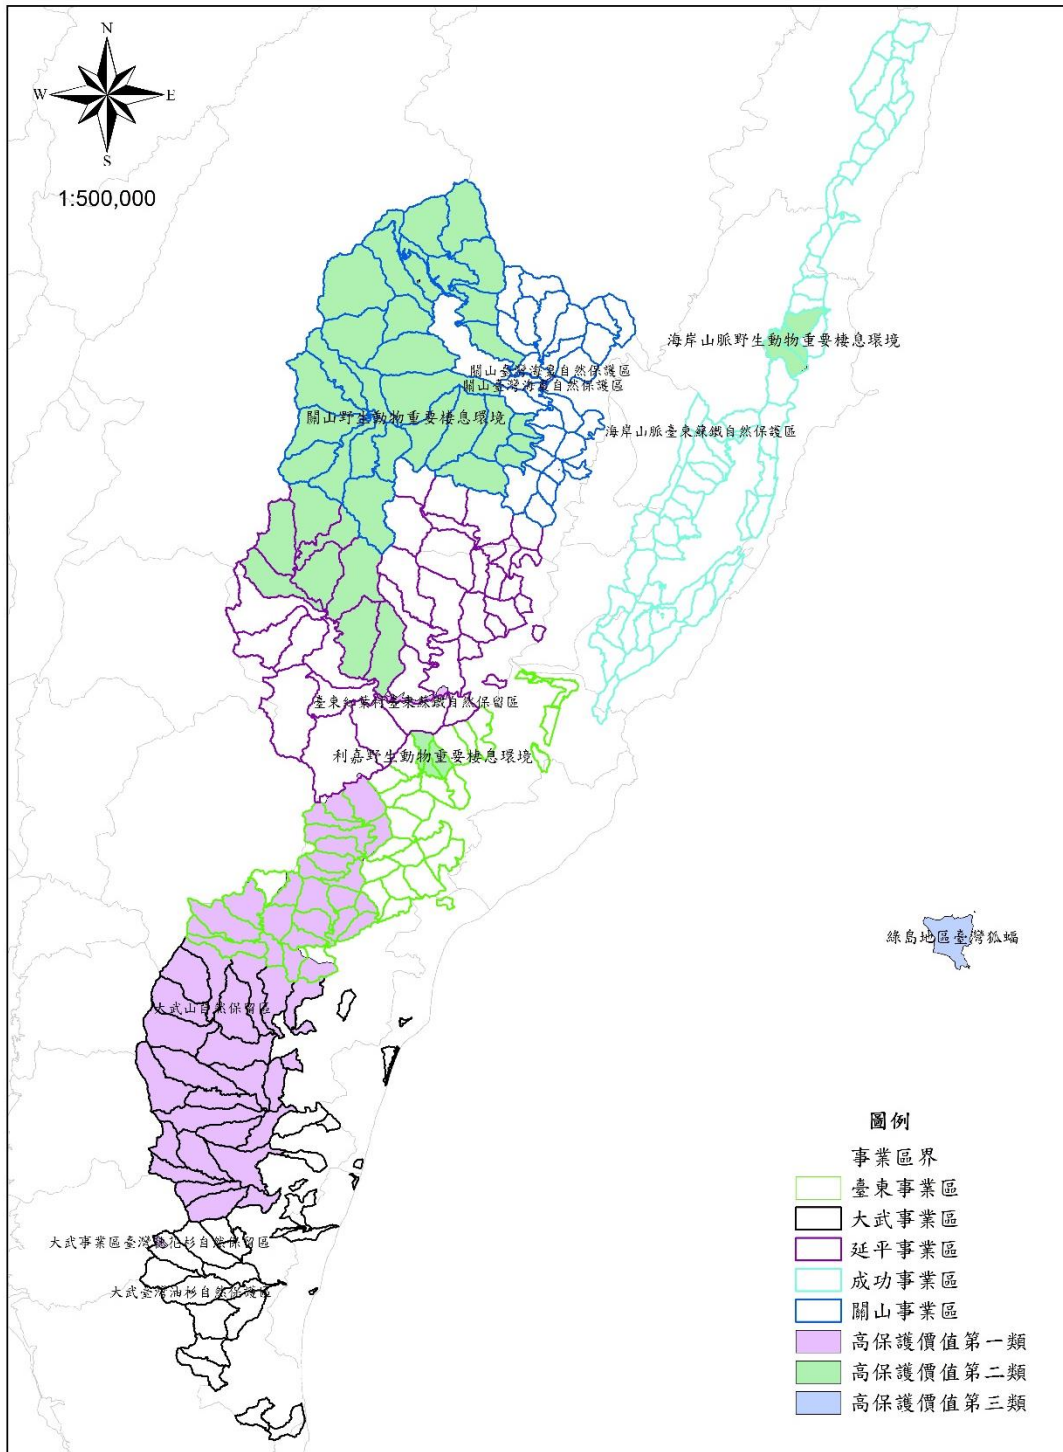 N
W
E
S
1:500,000
海岸山脈野生動物重要棲息環境
關山臺灣海棗自然保護區
關山臺灣海棗自然保護區
關山野生動物重要棲息環境
海岸山脈臺東蘇鐵自然保護區
臺東紅葉村臺東蘇鐵自然保留區
利嘉野生動物重要棲息環境
綠島地區臺灣狐蝠
大武山自然保留區
大武事業區臺灣穗花杉自然保留區
大武臺灣油杉自然保護區
圖例
事業區界
臺東事業區
大武事業區
延平事業區
成功事業區
關山事業區
高保護價值第一類
高保護價值第二類
高保護價值第三類